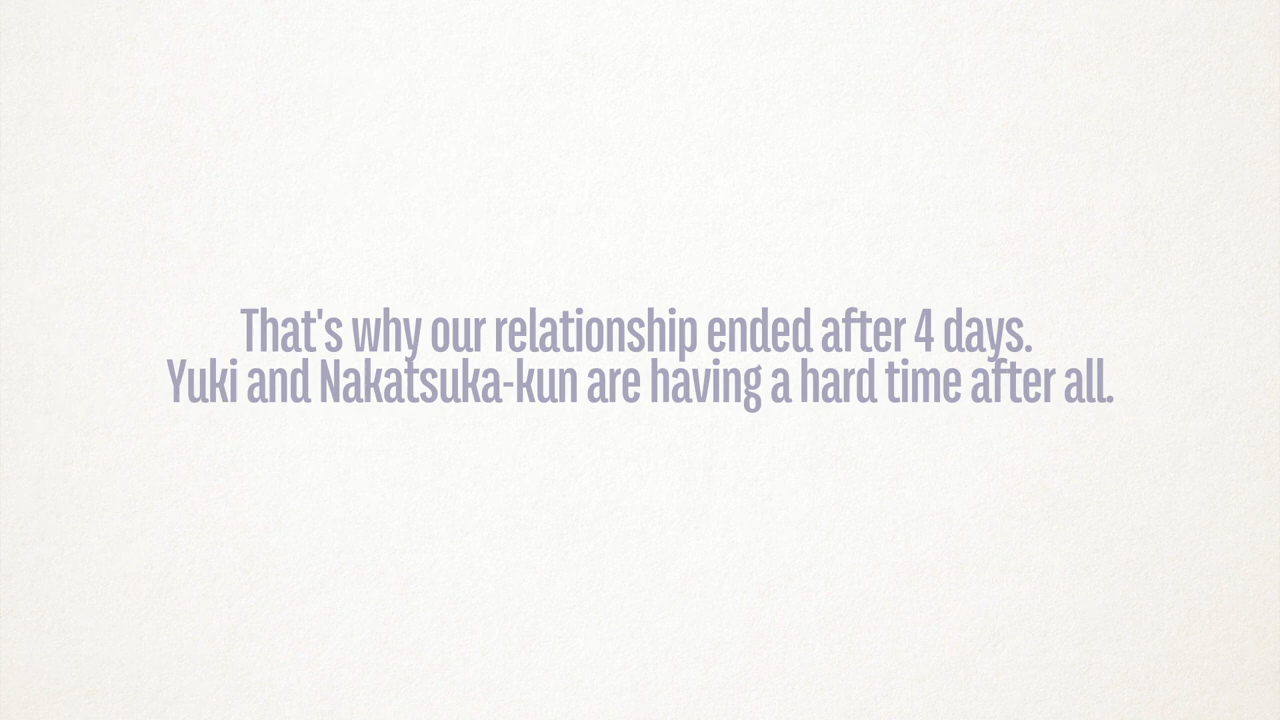 That's why our relationship ended after 4 days.
Yuki and Nakatsuka-kun are having a hard time after all.